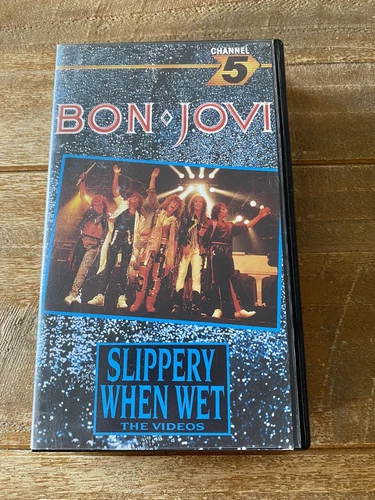 CHANNEL
5
BON JOVI
SLIPPERY
WHEN WET
THE VIDEOS